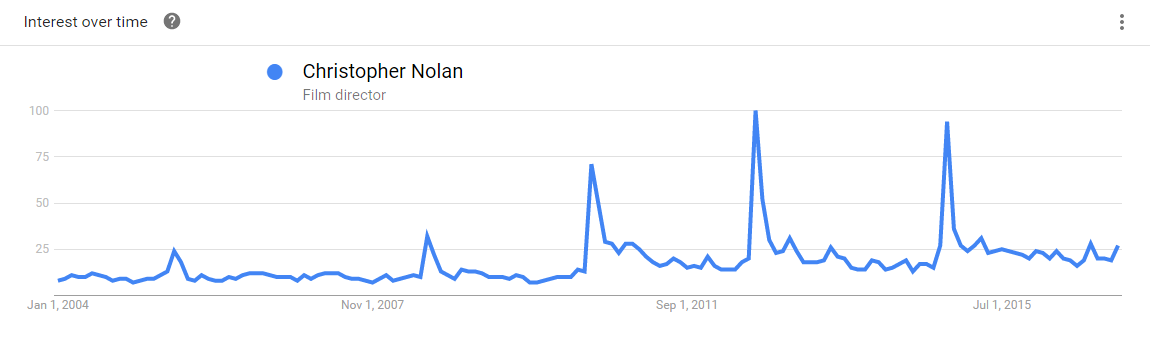 Interest over time ?
Christopher Nolan
Film director
100
75
50
25
Jan 1, 2004 Nov 1, 2007 Sep 1, 2011 Jul 1, 2015